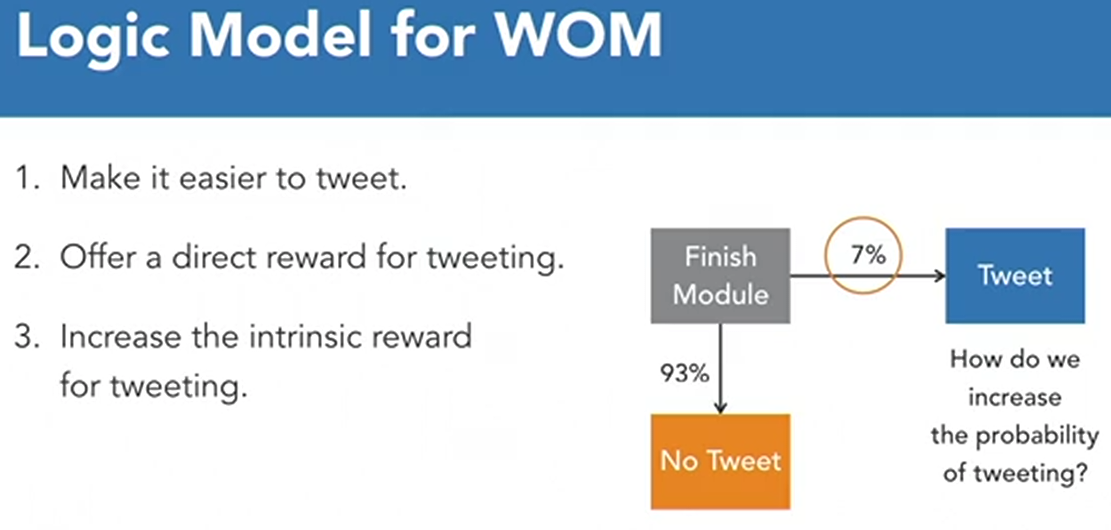 Logic Model for WOM
1. Make it easier to tweet.
2. Offer a direct reward for tweeting.
3. Increase the intrinsic reward
for tweeting.
Finish
Module
7%
Tweet
93%
No Tweet
How do we
increase
the probability
of tweeting?